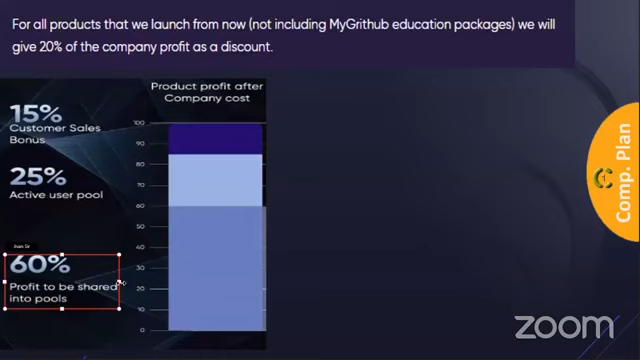 For all products that we launch from now (not including MyGrithub education packages) we will
give 20% of the company profit as a discount.
Product profit after
Company cost
15%
Customer Sales
Bonus
25%
Active user pool
60%
Profit to be shared
into pools
100
90
80
70
60
50
40
30
20
10
0
Comp. Plan
zoom